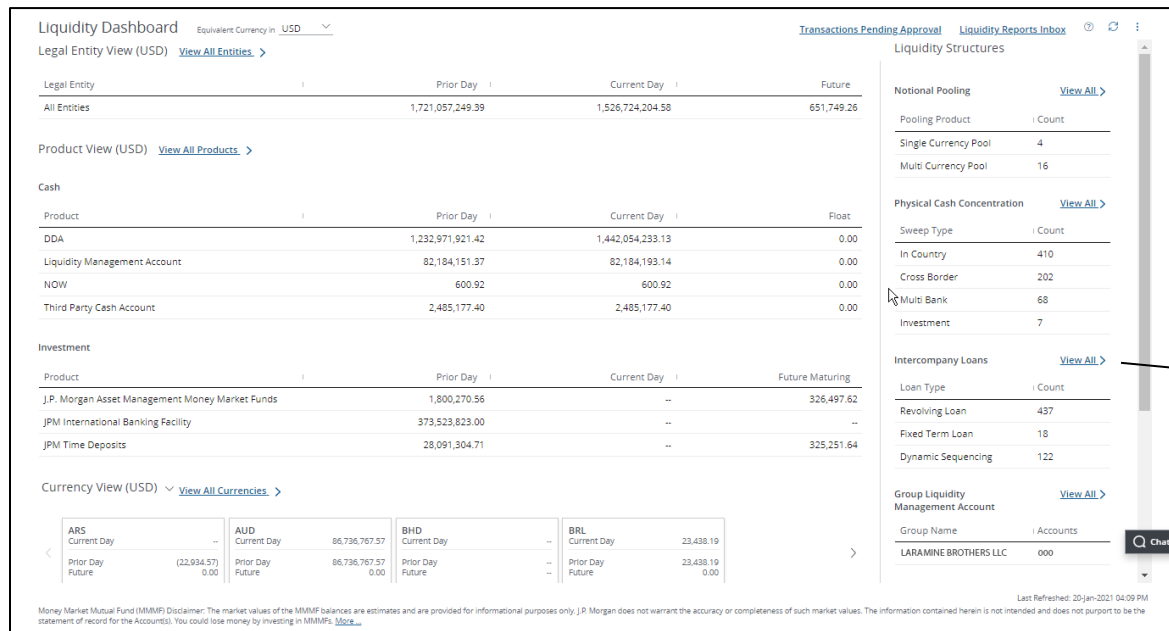 Liquidity Dashboard Equivalent Currency in USD
Transactions Pending Approval Liquidity Reports Inbox
Legal Entity View (USD) View All Entities
Legal Entity Prior Day Current Day Future
All Entities 1,721,057,249.39 1,526,724,204.58 651,749.26
Product View (USD) View All Products
Cash
Product Prior Day Current Day Float
DDA 1,232,971,921.42 1,442,054,233.13 0.00
Liquidity Management Account 82,184,151.37 82,184,193.14 0.00
NOW 600.92 600.92 0.00
Third Party Cash Account 2,485,177.40 2,485,177.40 0.00
Investment
Product Prior Day Current Day Future Maturing
J.P. Morgan Asset Management Money Market Funds 1,800,270.56 -- 326,497.62
JPM International Banking Facility 373,523,823.00 -- --
JPM Time Deposits 28,091,304.71 -- 325,251.64
Currency View (USD) View All Currencies
ARS
Current Day --
Prior Day (22,934.57)
Future 0.00
AUD
Current Day 86,736,767.57
Prior Day 86,736,767.57
Future 0.00
BHD
Current Day --
Prior Day --
Future --
BRL
Current Day 23,438.19
Prior Day 23,438.19
Future 0.00
Liquidity Structures
Notional Pooling View All
Pooling Product Count
Single Currency Pool 4
Multi Currency Pool 16
Physical Cash Concentration View All
Sweep Type Count
In Country 410
Cross Border 202
Multi Bank 68
Investment 7
Intercompany Loans View All
Loan Type Count
Revolving Loan 437
Fixed Term Loan 18
Dynamic Sequencing 122
Group Liquidity View All
Management Account
Group Name Accounts
LARAMINE BROTHERS LLC 000
Chat
Last Refreshed: 20-Jan-2021 04:09 PM
Money Market Mutual Fund (MMMF) Disclaimer: The market values of the MMMF balances are estimates and are provided for informational purposes only. J.P. Morgan does not warrant the accuracy or completeness of such market values. The information contained herein is not intended and does not purport to be the
statement of record for the Account(s). You could lose money by investing in MMMFs. More ...